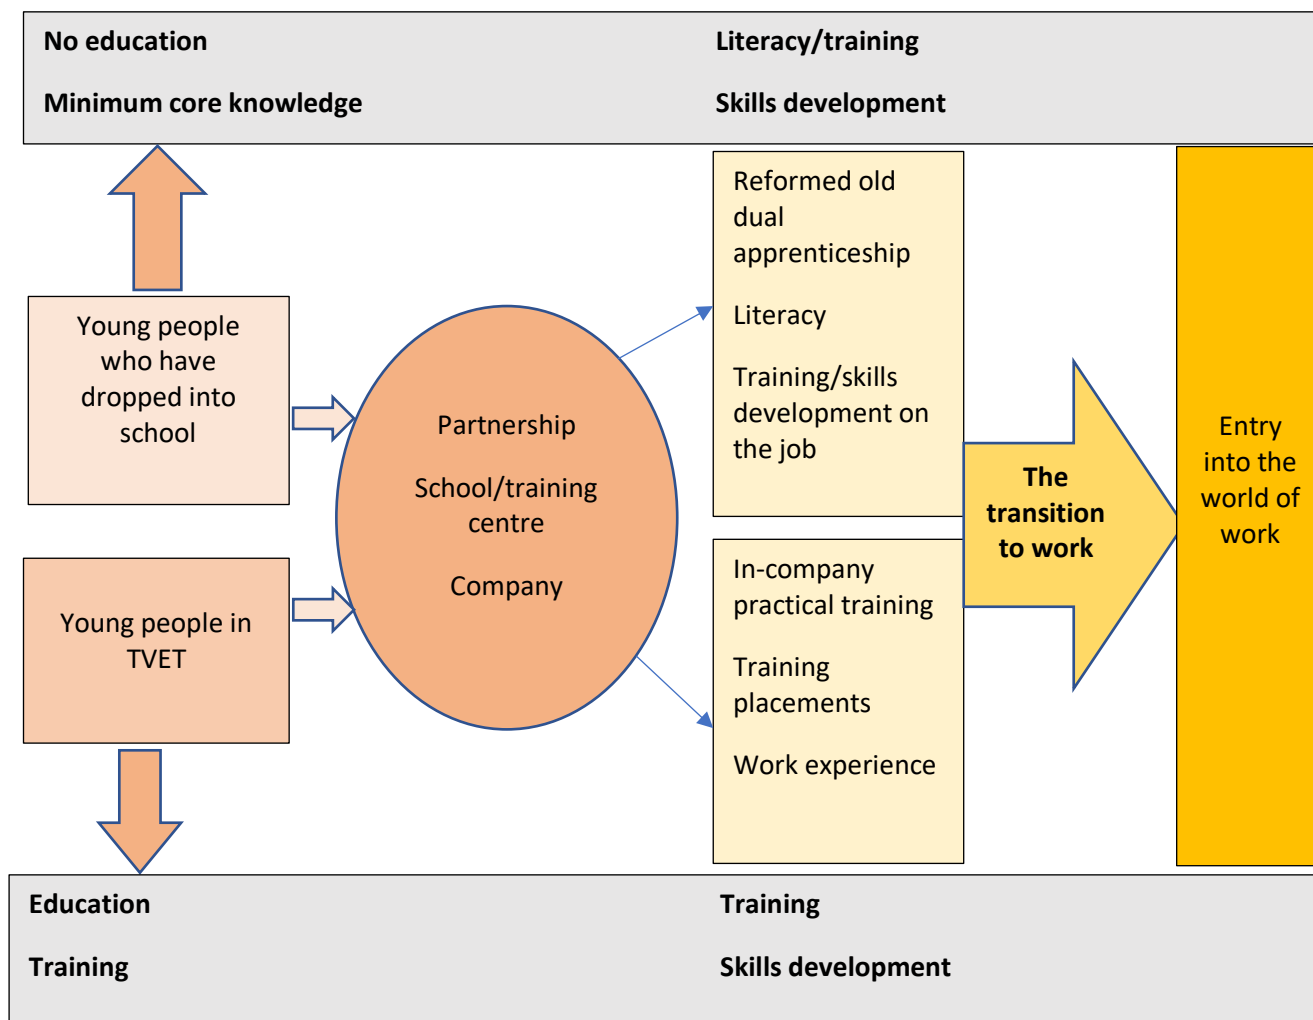 No education
Literacy/training
Minimum core knowledge
Skills development
Young people
who have
dropped into
school
Young people in
TVET
Partnership
School/training
centre
Company
Reformed old
dual
apprenticeship
Literacy
Training/skills
development on
the job
In-company
practical training
Training
placements
Work experience
The
transition
to work
Entry
into the
world of
work
Education
Training
Training
Skills development